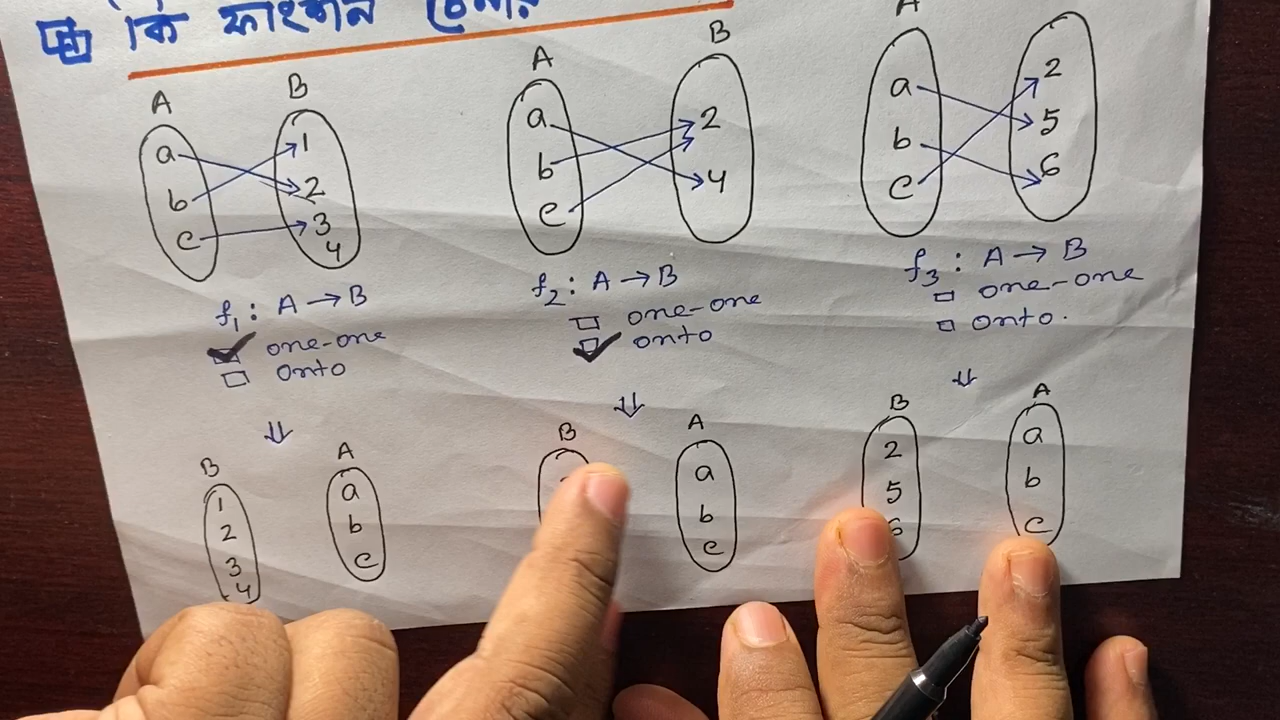 কি ফাংশন চেনার
A B
a 1
b 2
c 3
4
f₁ : A → B
one-one
onto
B A
1 a
2 b
3 c
4
A B
a 2
b 4
c
f₂ : A → B
one-one
onto
B A
a
b
c
A
a 2
b 5
c 6
f₃ : A → B
one-one
onto.
B A
2 a
5 b
6 c